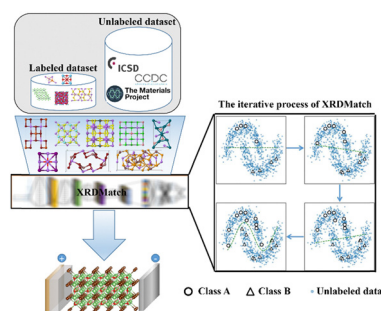 Unlabeled dataset
Labeled dataset
ICSD
CCDC
The Materials
Project
The iterative process of XRDMatch
XRDMatch
+
-
Class A
Class B
Unlabeled data